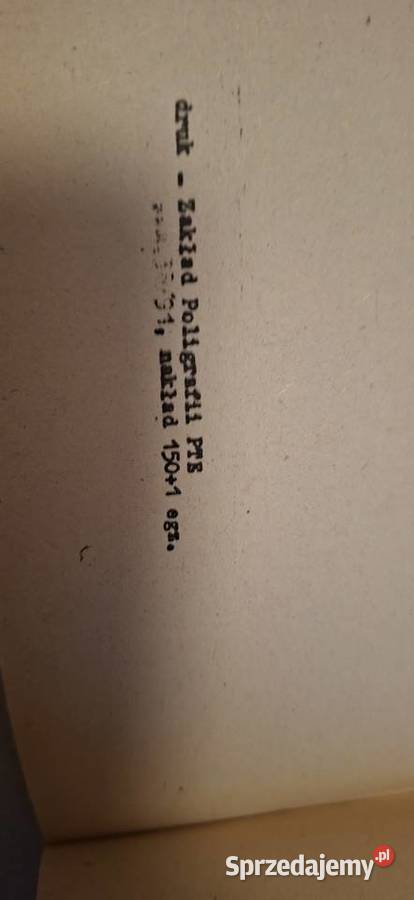 druk - Zakład Poligrafii PTE
nakład 150+1 egz.
Sprzedajemy.pl